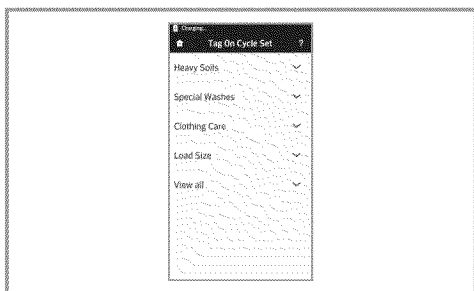 Charging...
Tag On Cycle Set ?
Heavy Soils
Special Washes
Clothing Care
Load Size
View all